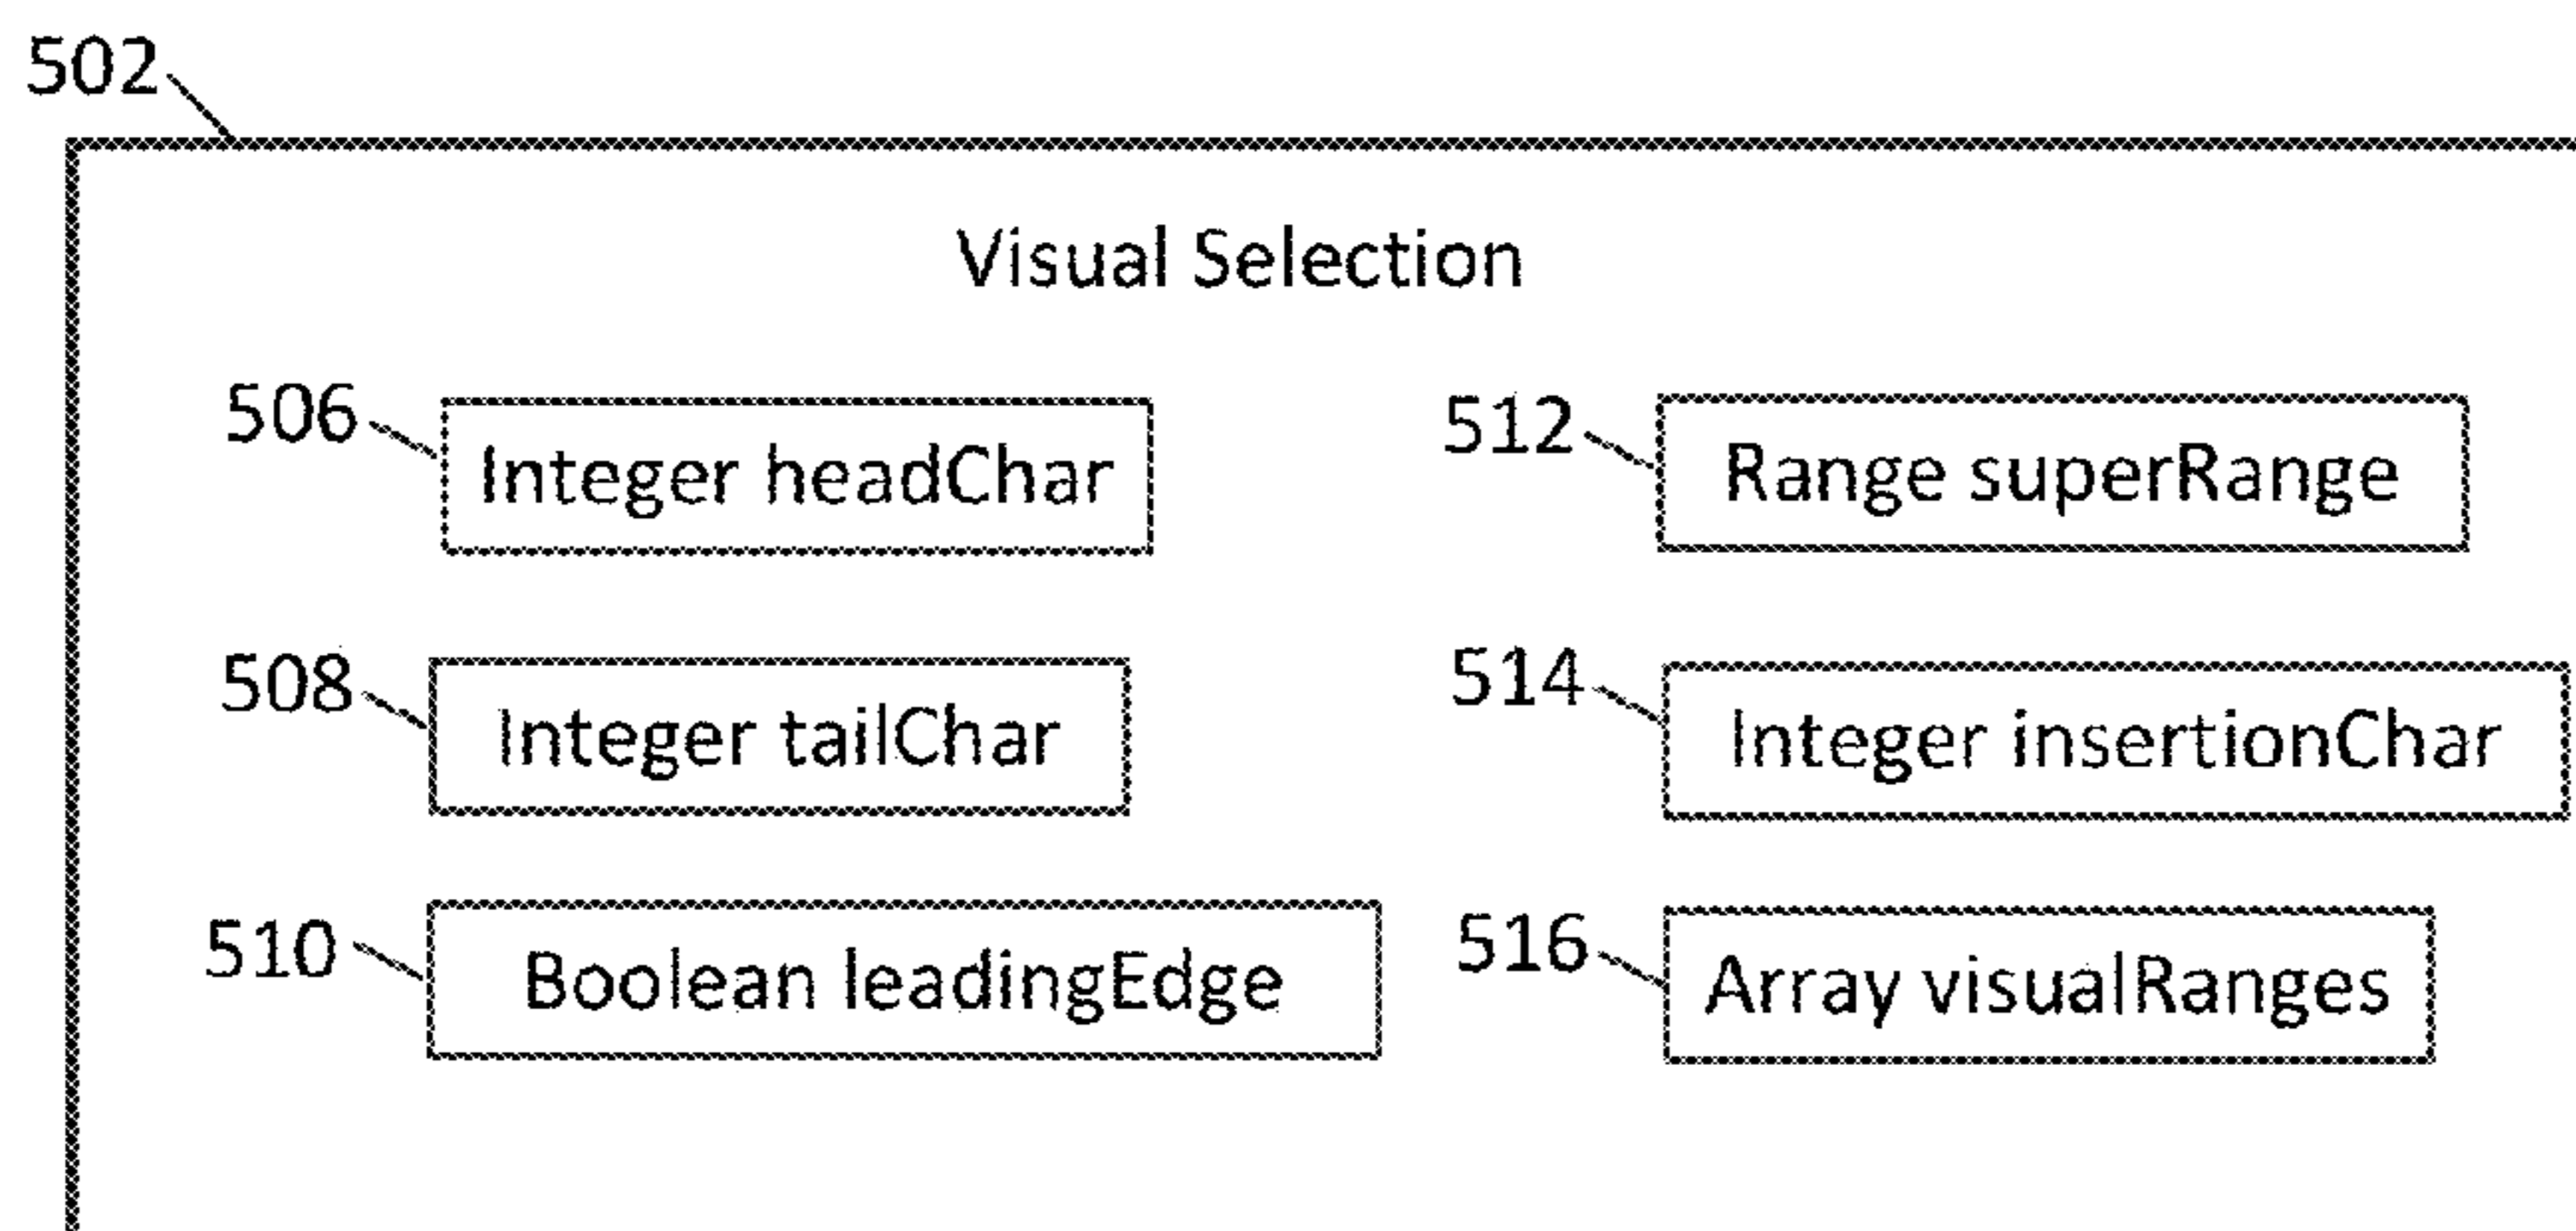 502
Visual Selection
506
Integer headChar
512
Range superRange
508
Integer tailChar
514
Integer insertionChar
510
Boolean leadingEdge
516
Array visualRanges